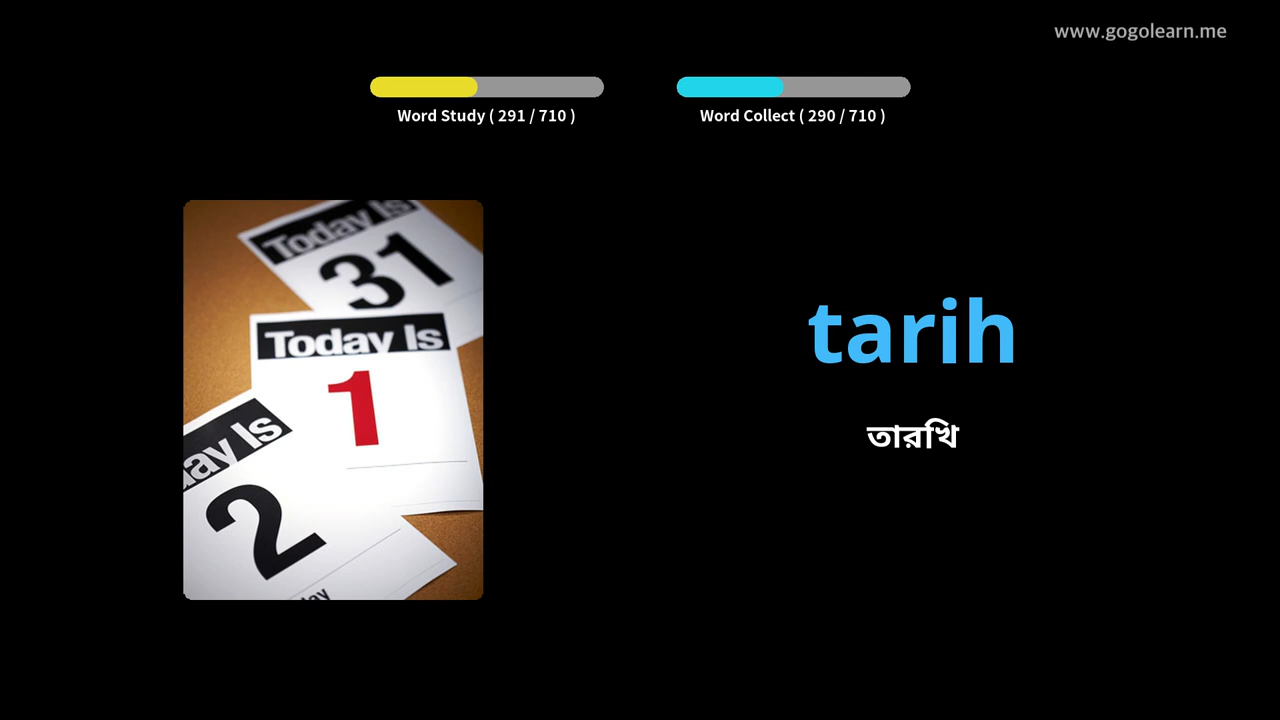 www.gogolearn.me
Word Study ( 291 / 710 )
Word Collect ( 290 / 710 )
Today Is
31
Today Is
1
ay Is
2
ay
tarih
তারখি